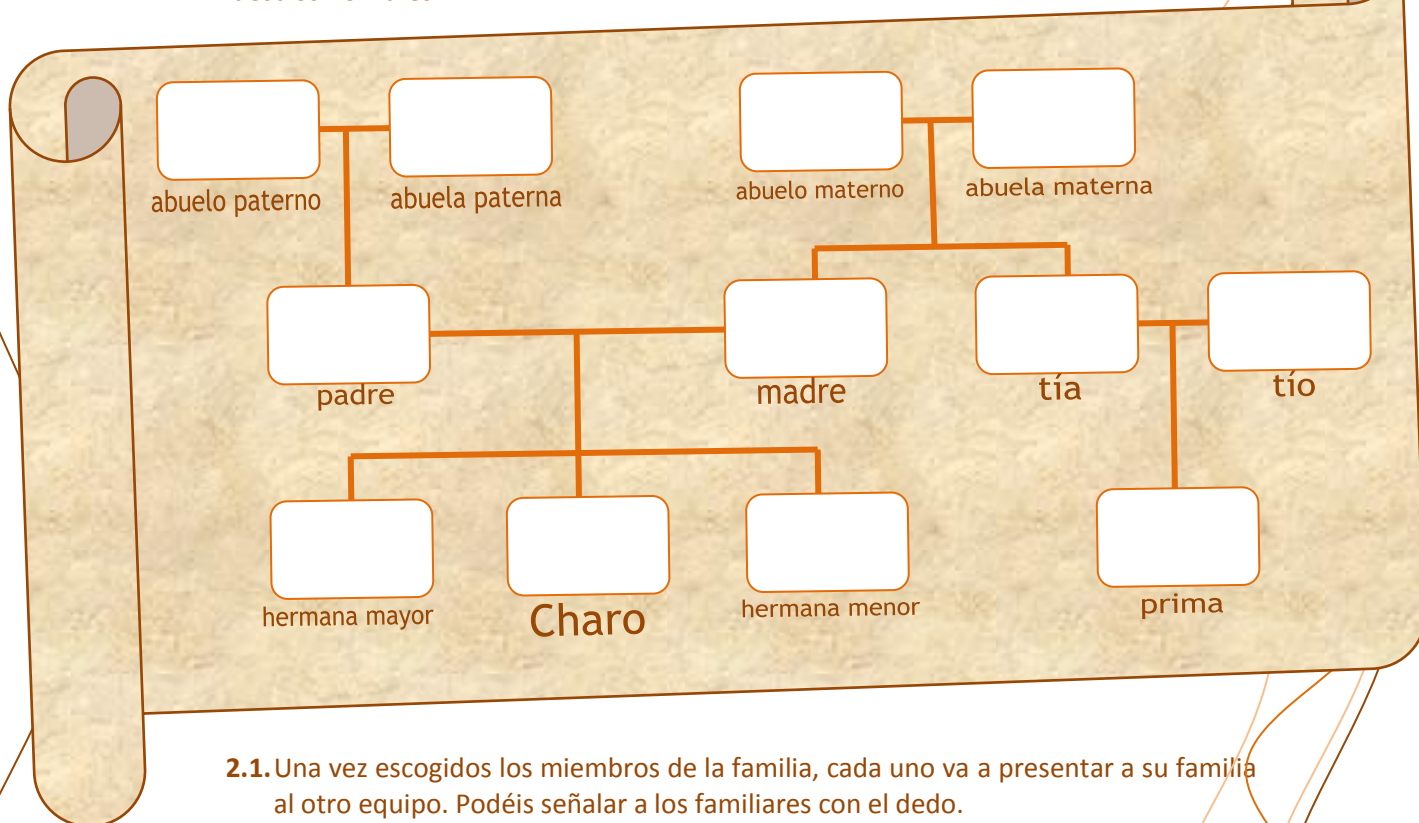 abuelo paterno
abuela paterna
abuelo materno
abuela materna
padre
madre
tía
tío
hermana mayor
Charo
hermana menor
prima
2.1. Una vez escogidos los miembros de la familia, cada uno va a presentar a su familia
al otro equipo. Podéis señalar a los familiares con el dedo.